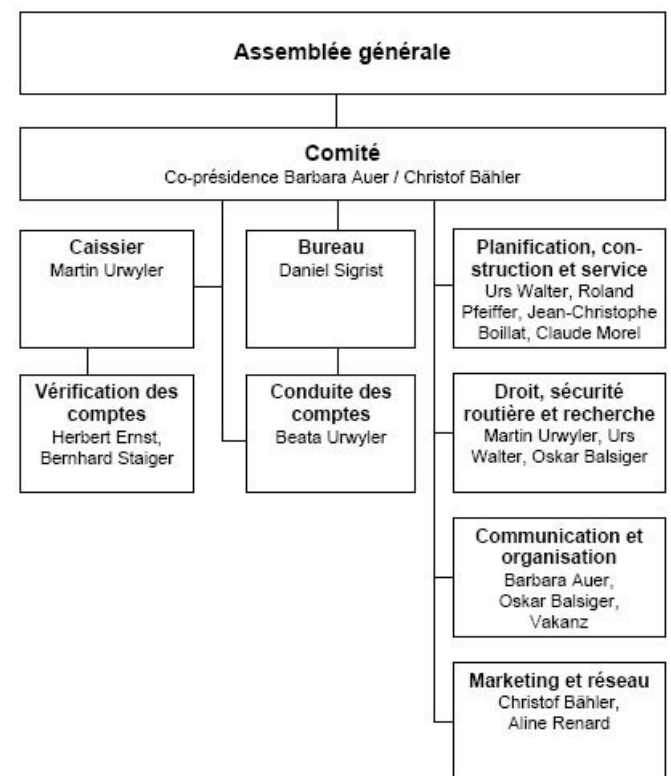 Assemblée générale
Comité
Co-présidence Barbara Auer / Christof Bähler
Caissier
Martin Urwyler
Bureau
Daniel Sigrist
Planification, con-
struction et service
Urs Walter, Roland
Pfeiffer, Jean-Christophe
Boillat, Claude Morel
Vérification des
comptes
Herbert Ernst,
Bernhard Staiger
Conduite des
comptes
Beata Urwyler
Droit, sécurité
routière et recherche
Martin Urwyler, Urs
Walter, Oskar Balsiger
Communication et
organisation
Barbara Auer,
Oskar Balsiger,
Vakanz
Marketing et réseau
Christof Bähler,
Aline Renard